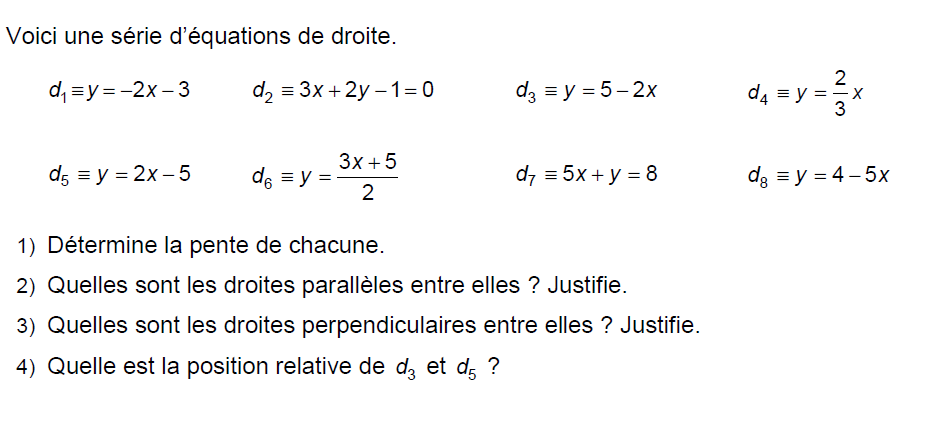 Voici une série d’équations de droite.
d₁ ≡ y = −2x − 3 d₂ ≡ 3x + 2y − 1 = 0 d₃ ≡ y = 5 − 2x d₄ ≡ y = 2/3 x
d₅ ≡ y = 2x − 5 d₆ ≡ y = (3x + 5)/2 d₇ ≡ 5x + y = 8 d₈ ≡ y = 4 − 5x
1) Détermine la pente de chacune.
2) Quelles sont les droites parallèles entre elles ? Justifie.
3) Quelles sont les droites perpendiculaires entre elles ? Justifie.
4) Quelle est la position relative de d₃ et d₅ ?